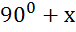 90⁰ + x